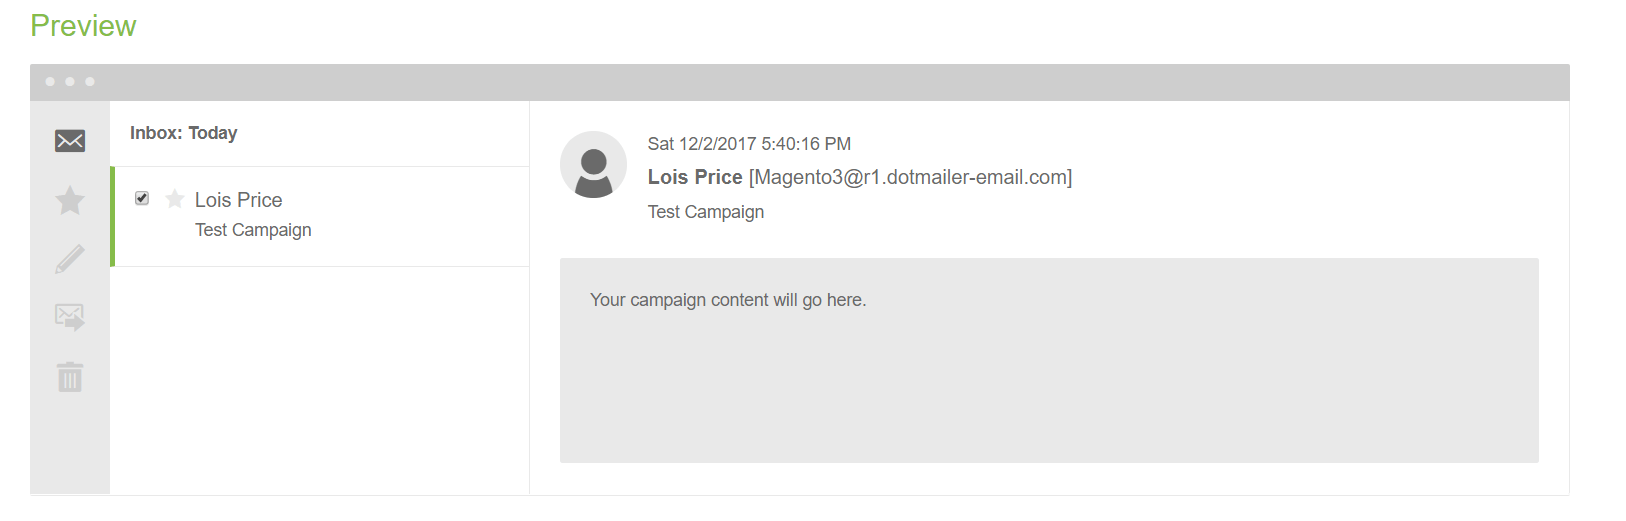 Preview
Inbox: Today
Lois Price
Test Campaign
Sat 12/2/2017 5:40:16 PM
Lois Price [Magento3@r1.dotmailer-email.com]
Test Campaign
Your campaign content will go here.